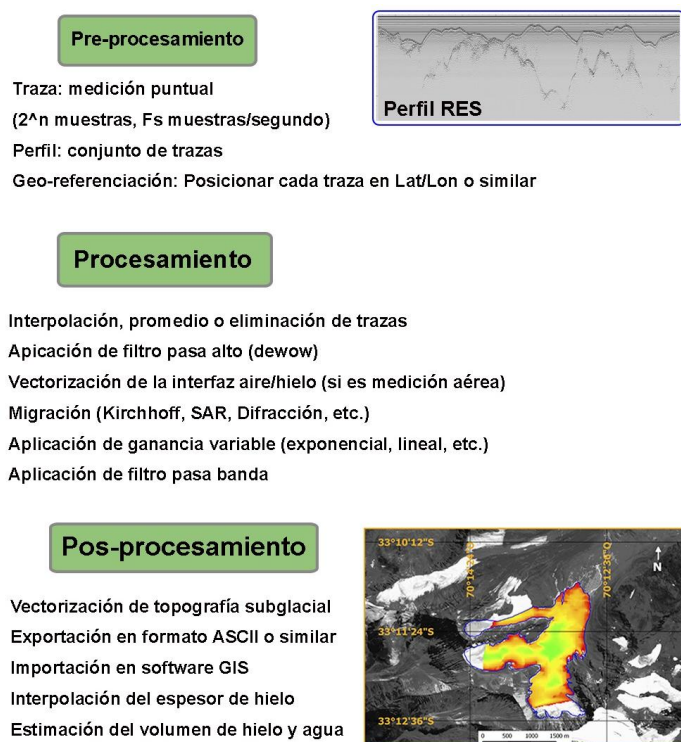 Pre-procesamiento
Perfil RES
Traza: medición puntual
(2^n muestras, Fs muestras/segundo)
Perfil: conjunto de trazas
Geo-referenciación: Posicionar cada traza en Lat/Lon o similar
Procesamiento
Interpolación, promedio o eliminación de trazas
Apicación de filtro pasa alto (dewow)
Vectorización de la interfaz aire/hielo (si es medición aérea)
Migración (Kirchhoff, SAR, Difracción, etc.)
Aplicación de ganancia variable (exponencial, lineal, etc.)
Aplicación de filtro pasa banda
Pos-procesamiento
Vectorización de topografía subglacial
Exportación en formato ASCII o similar
Importación en software GIS
Interpolación del espesor de hielo
Estimación del volumen de hielo y agua
33°10'12"S
70°12'36"O
N
33°11'24"S
33°12'36"S
0 500 1000 1500 m